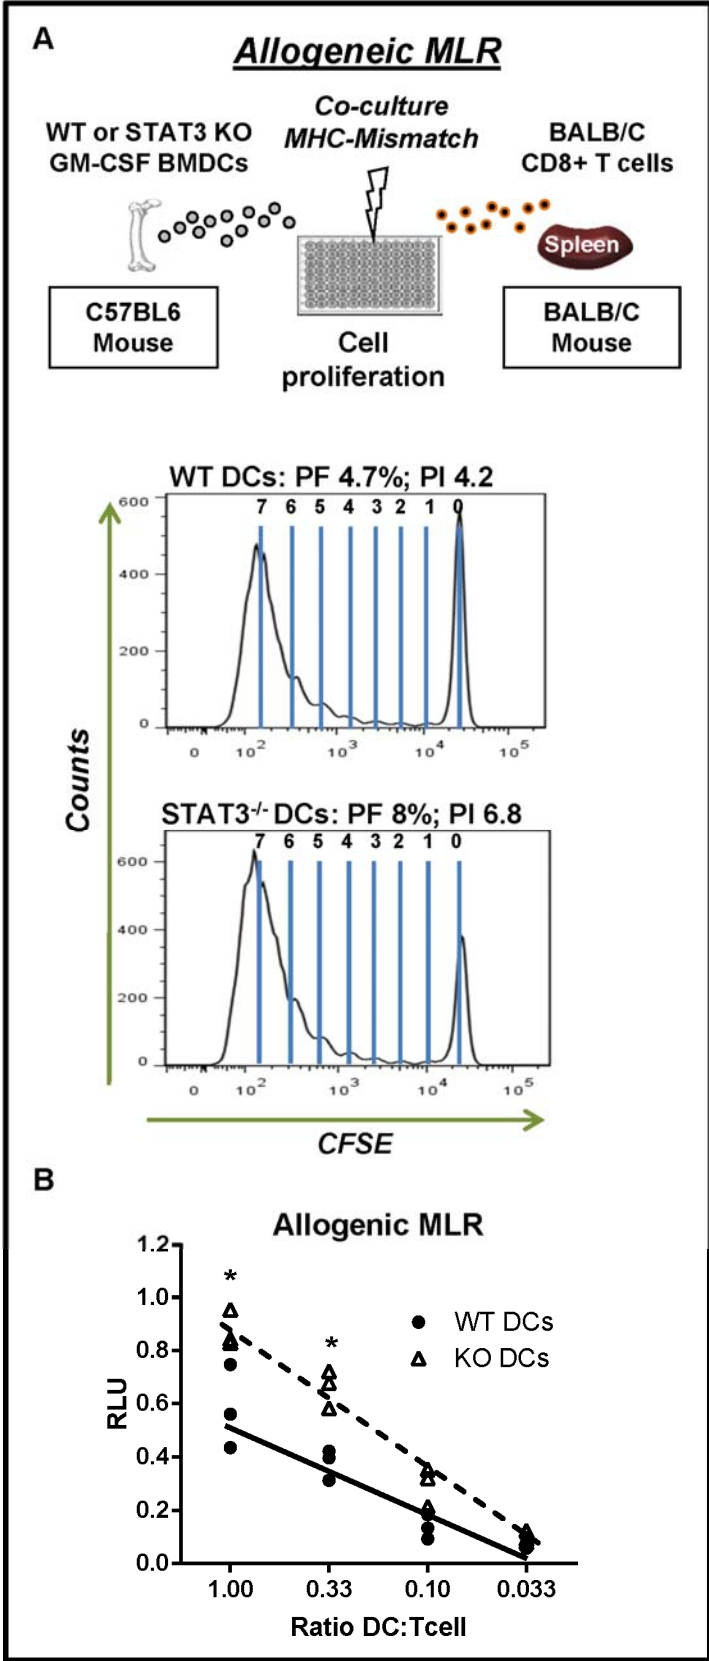 A
Allogeneic MLR
Co-culture
MHC-Mismatch
WT or STAT3 KO
GM-CSF BMDCs
BALB/C
CD8+ T cells
Spleen
C57BL6
Mouse
Cell
proliferation
BALB/C
Mouse
WT DCs: PF 4.7%; PI 4.2
7 6 5 4 3 2 1 0
600
400
200
0
0 10² 10³ 10⁴ 10⁵
Counts
STAT3-/- DCs: PF 8%; PI 6.8
7 6 5 4 3 2 1 0
600
400
200
0
0 10² 10³ 10⁴ 10⁵
CFSE
B
Allogenic MLR
1.2
1.0
0.8
0.6
0.4
0.2
0.0
RLU
*
*
WT DCs
KO DCs
1.00 0.33 0.10 0.033
Ratio DC:Tcell